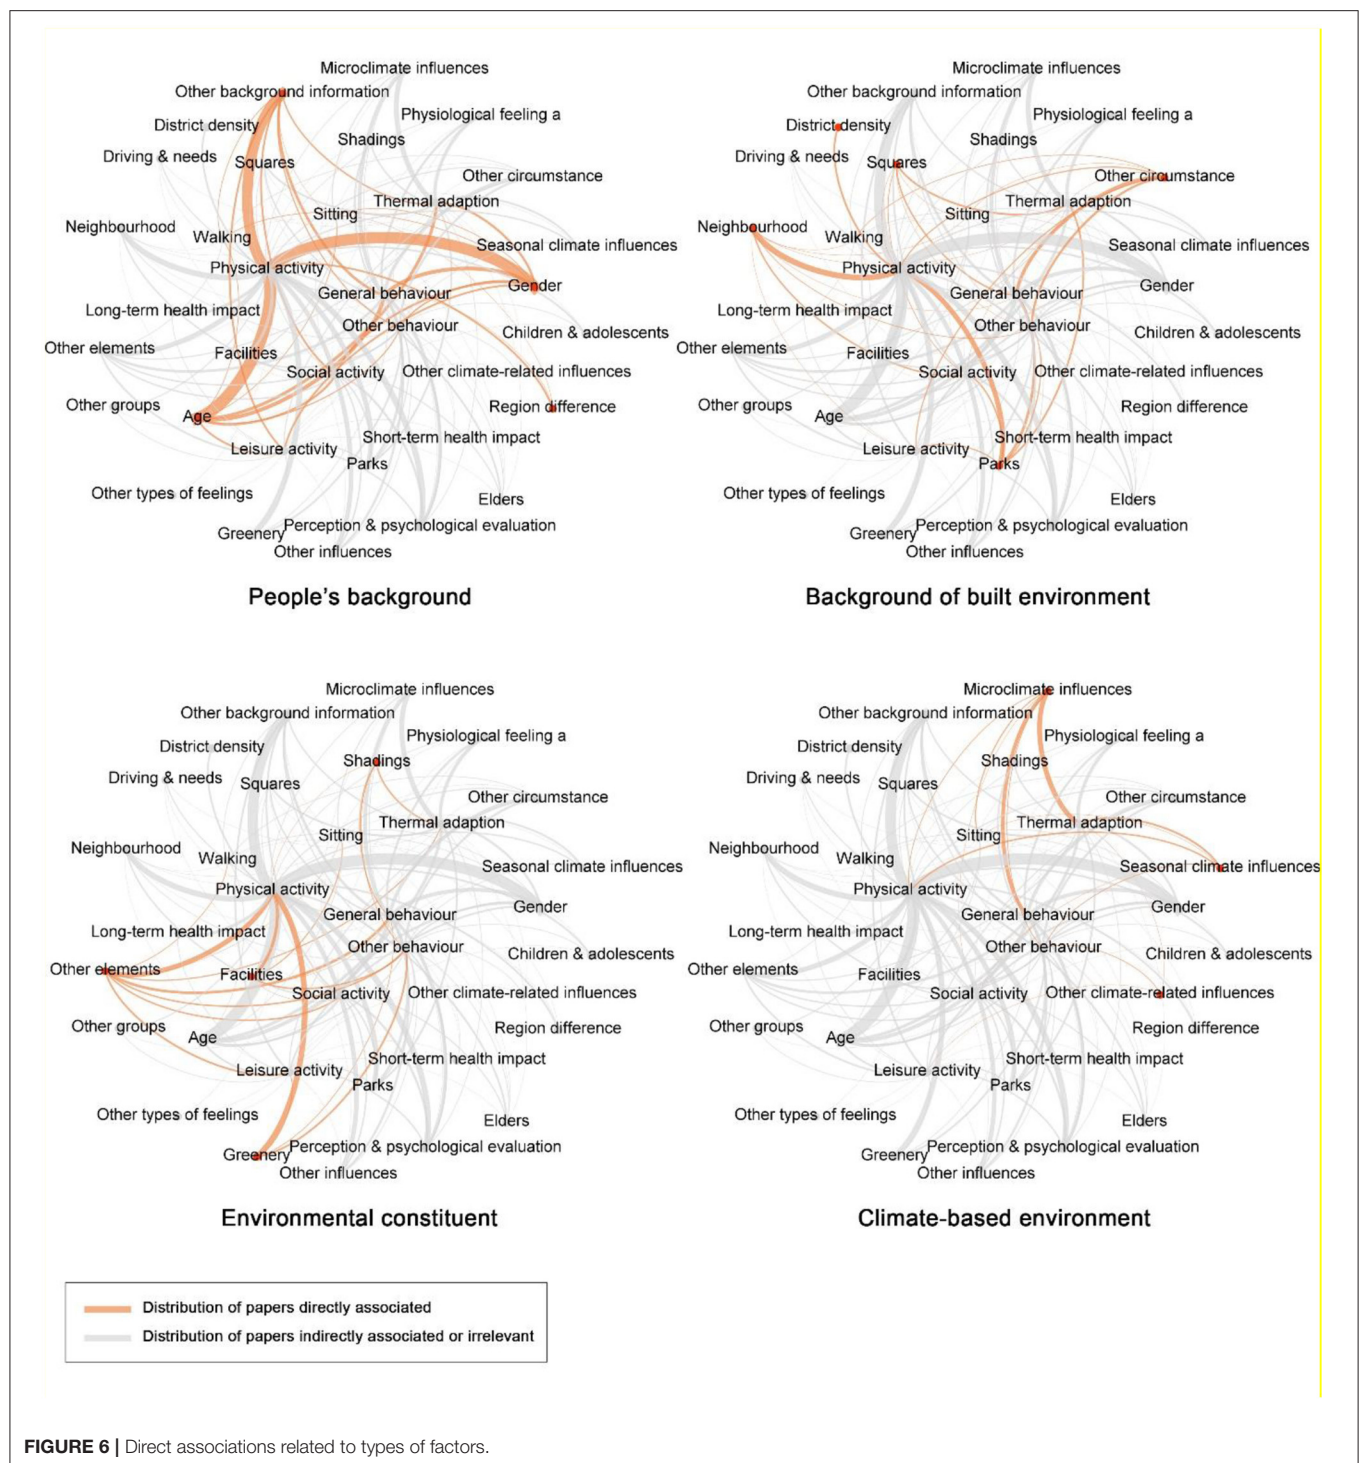 Microclimate influences
Other background information
Physiological feeling a
District density
Shadings
Driving & needs
Squares
Other circumstance
Thermal adaption
Sitting
Neighbourhood
Walking
Seasonal climate influences
Physical activity
Gender
General behaviour
Long-term health impact
Other behaviour
Children & adolescents
Other elements
Facilities
Social activity
Other climate-related influences
Other groups
Age
Region difference
Short-term health impact
Leisure activity
Parks
Other types of feelings
Elders
Perception & psychological evaluation
Greenery
Other influences
People's background
Microclimate influences
Other background information
Physiological feeling a
District density
Shadings
Driving & needs
Squares
Other circumstance
Thermal adaption
Sitting
Neighbourhood
Walking
Seasonal climate influences
Physical activity
Gender
General behaviour
Long-term health impact
Other behaviour
Children & adolescents
Other elements
Facilities
Social activity
Other climate-related influences
Other groups
Age
Region difference
Short-term health impact
Leisure activity
Parks
Other types of feelings
Elders
Perception & psychological evaluation
Greenery
Other influences
Background of built environment
Microclimate influences
Other background information
Physiological feeling a
District density
Shadings
Driving & needs
Squares
Other circumstance
Thermal adaption
Sitting
Neighbourhood
Walking
Seasonal climate influences
Physical activity
Gender
General behaviour
Long-term health impact
Other behaviour
Children & adolescents
Other elements
Facilities
Social activity
Other climate-related influences
Other groups
Age
Region difference
Short-term health impact
Leisure activity
Parks
Other types of feelings
Elders
Perception & psychological evaluation
Greenery
Other influences
Environmental constituent
Microclimate influences
Other background information
Physiological feeling a
District density
Shadings
Driving & needs
Squares
Other circumstance
Thermal adaption
Sitting
Neighbourhood
Walking
Seasonal climate influences
Physical activity
Gender
General behaviour
Long-term health impact
Other behaviour
Children & adolescents
Other elements
Facilities
Social activity
Other climate-related influences
Other groups
Age
Region difference
Short-term health impact
Leisure activity
Parks
Other types of feelings
Elders
Perception & psychological evaluation
Greenery
Other influences
Climate-based environment
Distribution of papers directly associated
Distribution of papers indirectly associated or irrelevant
FIGURE 6 | Direct associations related to types of factors.